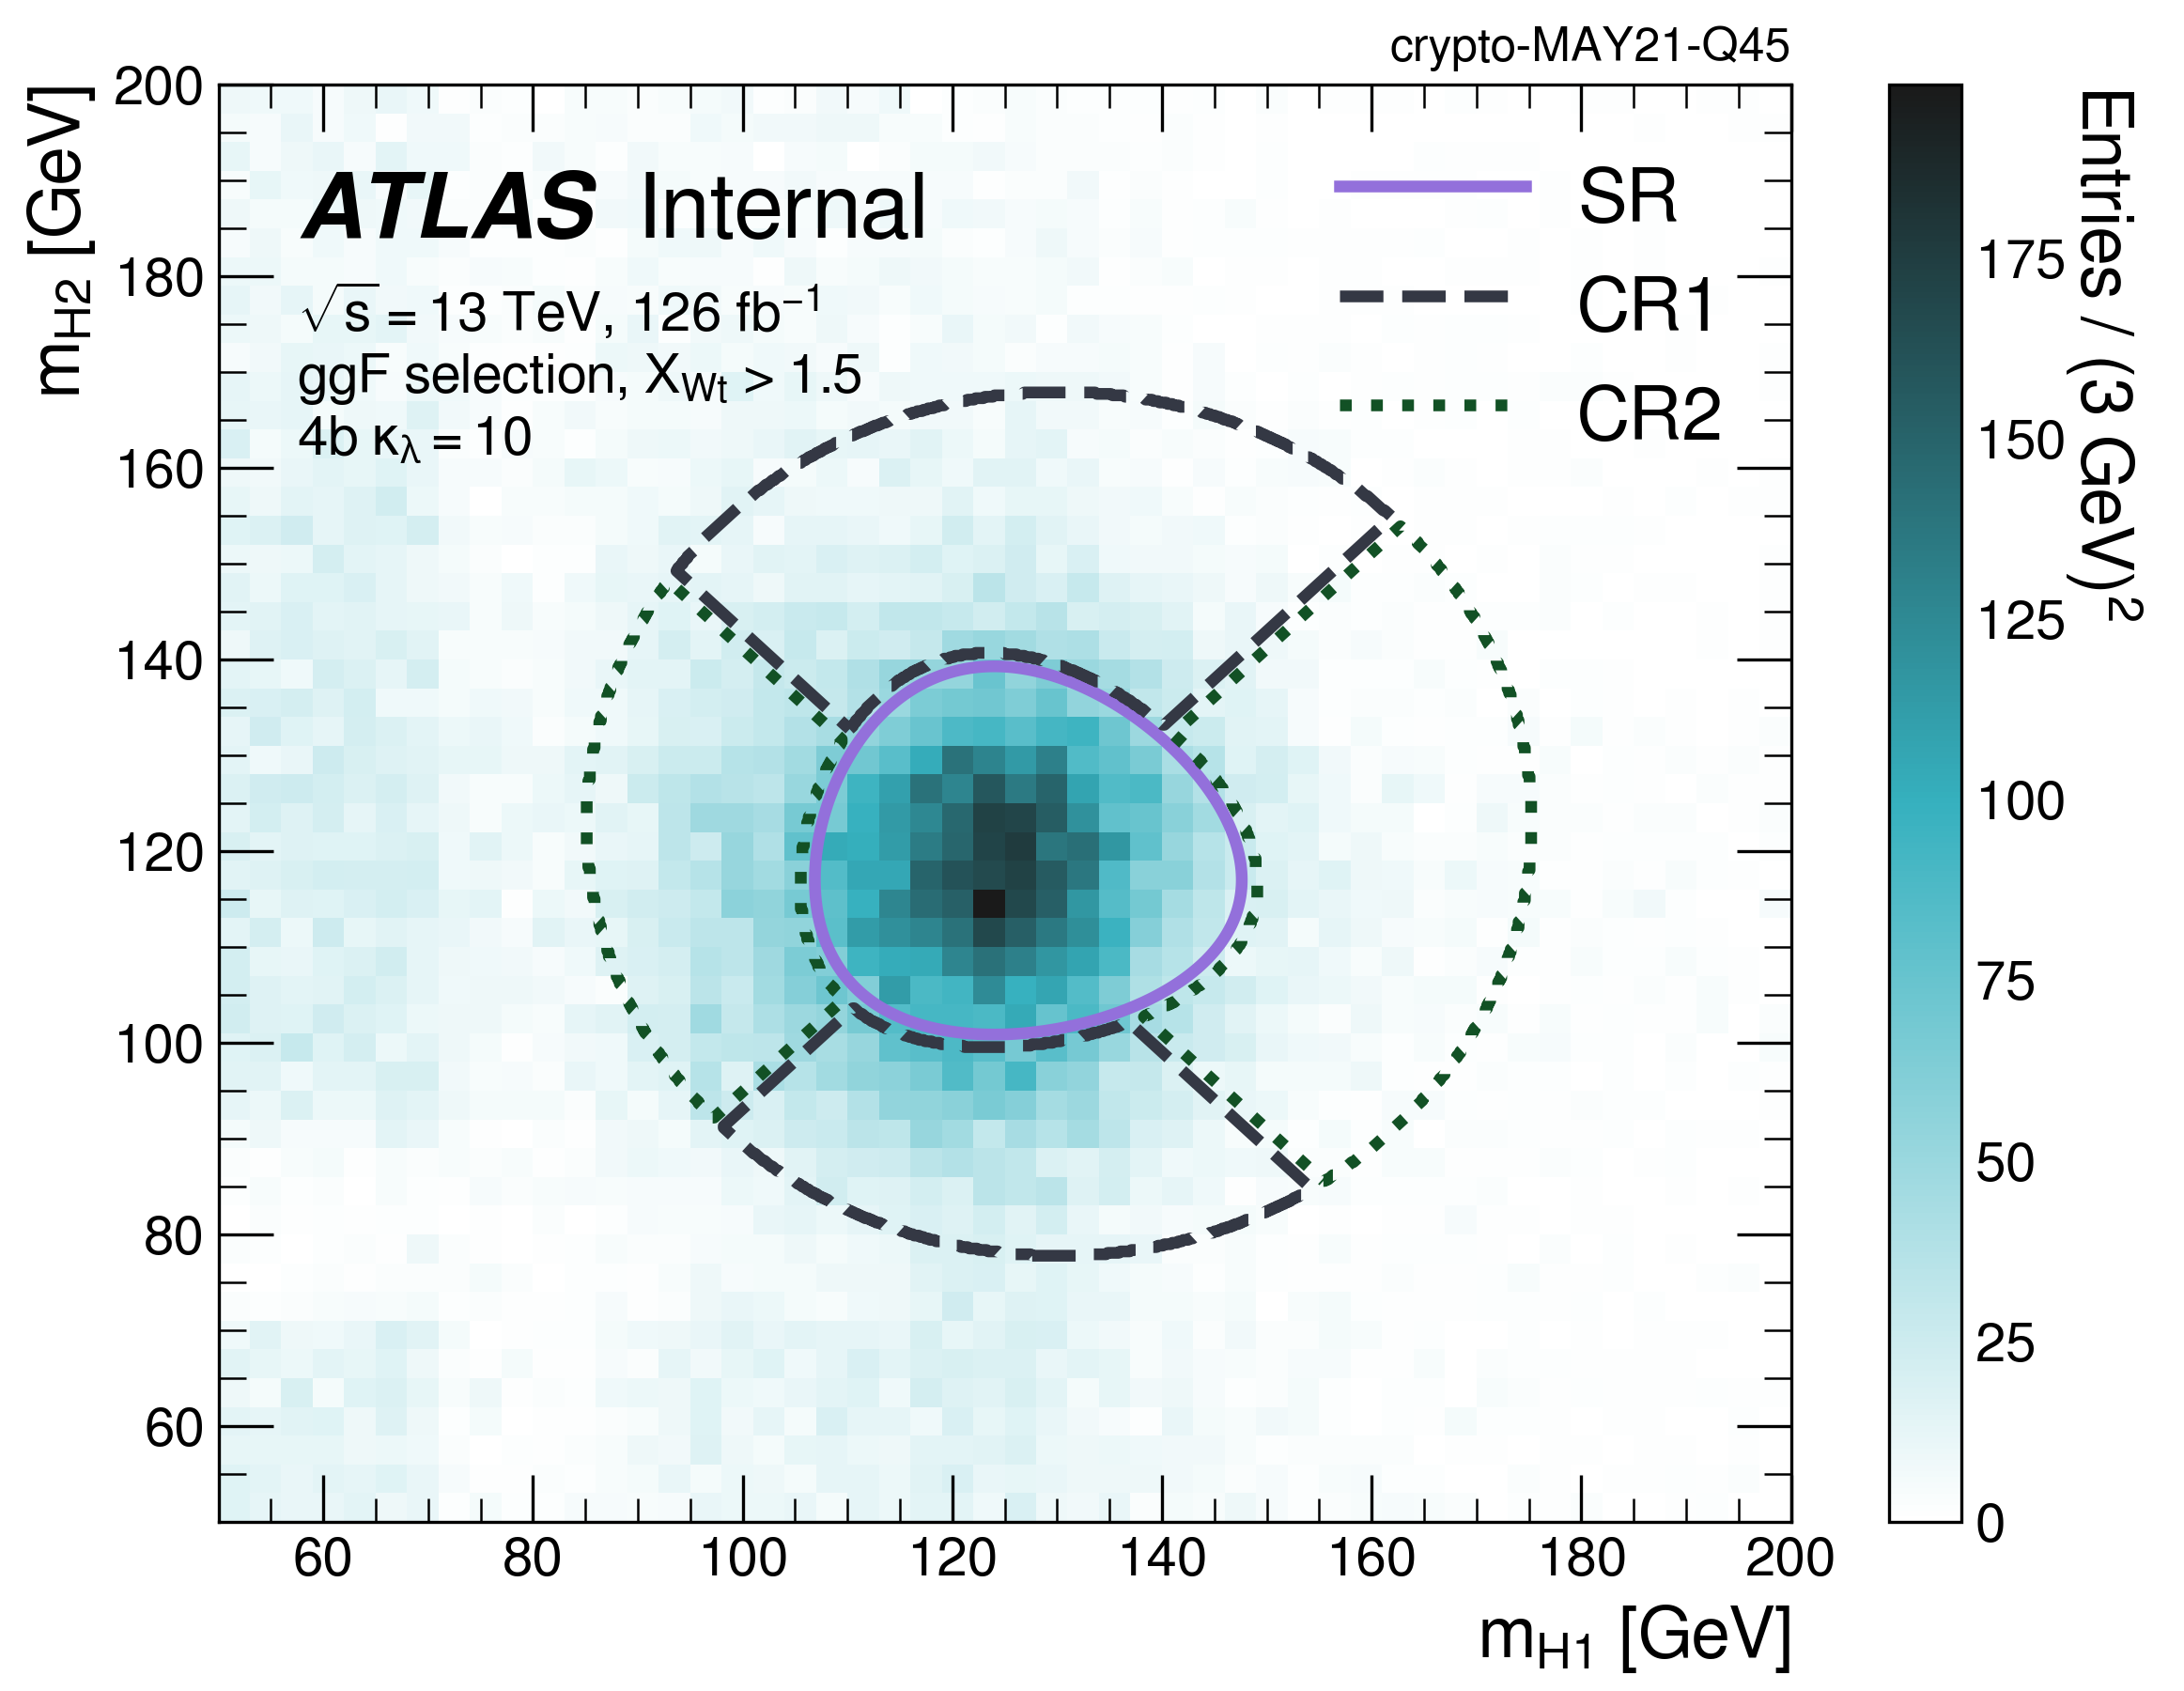 crypto-MAY21-Q45
ATLAS Internal
√s = 13 TeV, 126 fb⁻¹
ggF selection, X_Wt > 1.5
4b κ_λ = 10
SR
CR1
CR2
m_H2 [GeV]
200
180
160
140
120
100
80
60
60 80 100 120 140 160 180 200
m_H1 [GeV]
Entries / (3 GeV)²
175
150
125
100
75
50
25
0